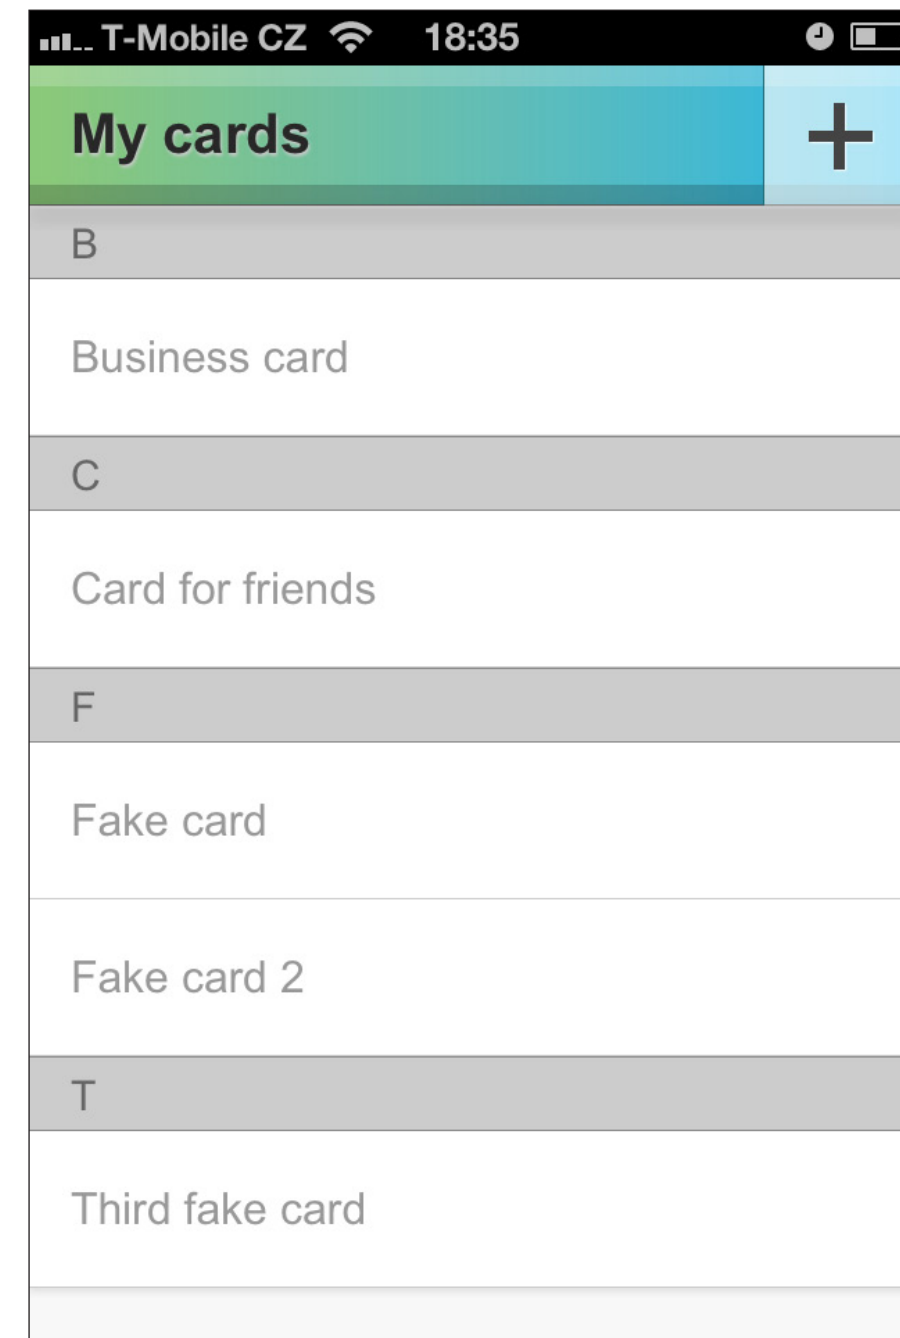 T-Mobile CZ 18:35
My cards +
B
Business card
C
Card for friends
F
Fake card
Fake card 2
T
Third fake card